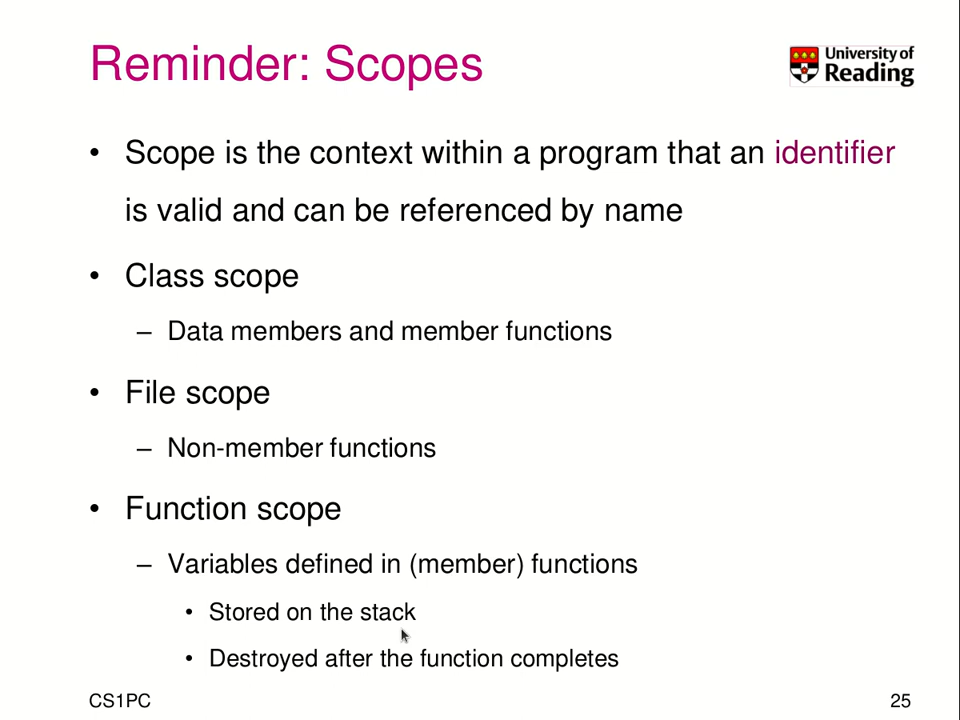 Reminder: Scopes
University of
Reading
• Scope is the context within a program that an identifier
is valid and can be referenced by name
• Class scope
– Data members and member functions
• File scope
– Non-member functions
• Function scope
– Variables defined in (member) functions
• Stored on the stack
• Destroyed after the function completes
CS1PC
25